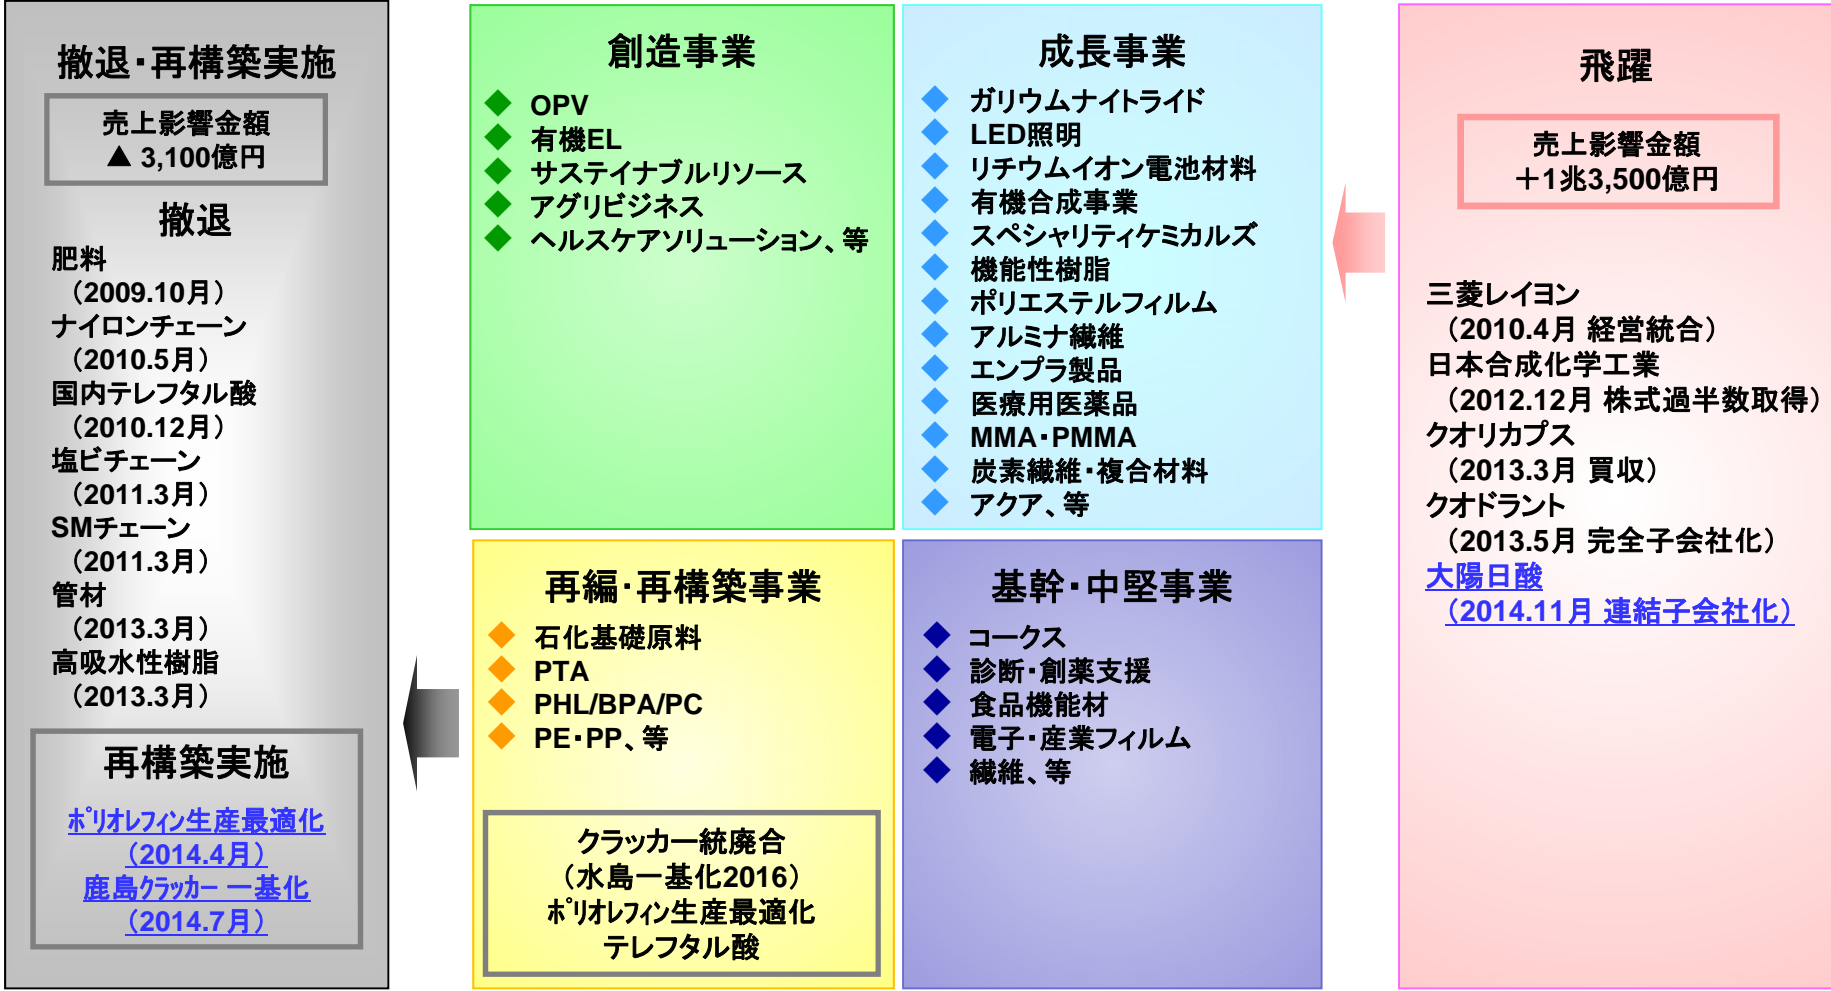 撤退・再構築実施
売上影響金額
▲ 3,100億円
撤退
肥料
（2009.10月）
ナイロンチェーン
（2010.5月）
国内テレフタル酸
（2010.12月）
塩ビチェーン
（2011.3月）
SMチェーン
（2011.3月）
管材
（2013.3月）
高吸水性樹脂
（2013.3月）
再構築実施
ﾎﾟﾘｵﾚﾌｨﾝ生産最適化
（2014.4月）
鹿島ｸﾗｯｶｰ 一基化
（2014.7月）
創造事業
OPV
有機EL
サステイナブルリソース
アグリビジネス
ヘルスケアソリューション、等
成長事業
ガリウムナイトライド
LED照明
リチウムイオン電池材料
有機合成事業
スペシャリティケミカルズ
機能性樹脂
ポリエステルフィルム
アルミナ繊維
エンプラ製品
医療用医薬品
MMA・PMMA
炭素繊維・複合材料
アクア、等
再編・再構築事業
石化基礎原料
PTA
PHL/BPA/PC
PE・PP、等
クラッカー統廃合
（水島一基化2016）
ﾎﾟﾘｵﾚﾌｨﾝ生産最適化
テレフタル酸
基幹・中堅事業
コークス
診断・創薬支援
食品機能材
電子・産業フィルム
繊維、等
飛躍
売上影響金額
＋1兆3,500億円
三菱レイヨン
（2010.4月 経営統合）
日本合成化学工業
（2012.12月 株式過半数取得）
クオリカプス
（2013.3月 買収）
クオドラント
（2013.5月 完全子会社化）
大陽日酸
（2014.11月 連結子会社化）